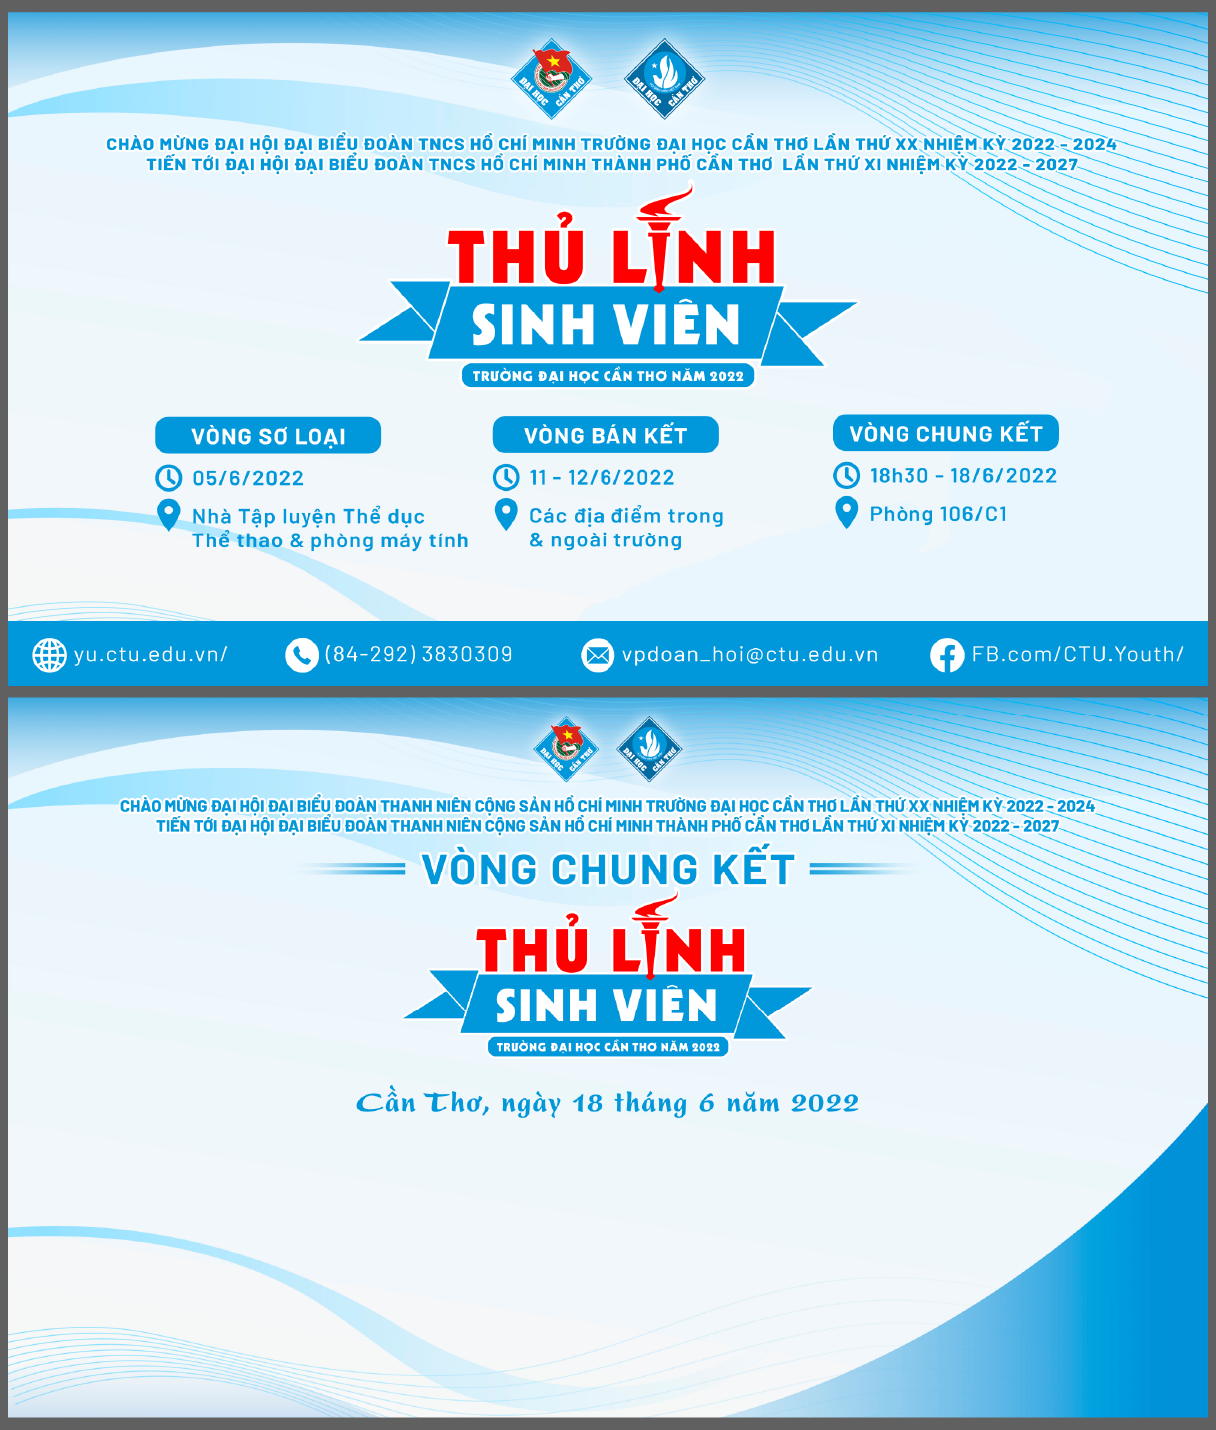 ĐẠI HỌC CẦN THƠ
ĐẠI HỌC CẦN THƠ
CHÀO MỪNG ĐẠI HỘI ĐẠI BIỂU ĐOÀN TNCS HỒ CHÍ MINH TRƯỜNG ĐẠI HỌC CẦN THƠ LẦN THỨ XX NHIỆM KỲ 2022 - 2024
TIẾN TỚI ĐẠI HỘI ĐẠI BIỂU ĐOÀN TNCS HỒ CHÍ MINH THÀNH PHỐ CẦN THƠ LẦN THỨ XI NHIỆM KỲ 2022 - 2027
THỦ LĨNH
SINH VIÊN
TRƯỜNG ĐẠI HỌC CẦN THƠ NĂM 2022
VÒNG SƠ LOẠI
05/6/2022
Nhà Tập luyện Thể dục
Thể thao & phòng máy tính
VÒNG BÁN KẾT
11 - 12/6/2022
Các địa điểm trong
& ngoài trường
VÒNG CHUNG KẾT
18h30 - 18/6/2022
Phòng 106/C1
yu.ctu.edu.vn/
(84-292) 3830309
vpdoan_hoi@ctu.edu.vn
FB.com/CTU.Youth/
ĐẠI HỌC CẦN THƠ
ĐẠI HỌC CẦN THƠ
CHÀO MỪNG ĐẠI HỘI ĐẠI BIỂU ĐOÀN THANH NIÊN CỘNG SẢN HỒ CHÍ MINH TRƯỜNG ĐẠI HỌC CẦN THƠ LẦN THỨ XX NHIỆM KỲ 2022 - 2024
TIẾN TỚI ĐẠI HỘI ĐẠI BIỂU ĐOÀN THANH NIÊN CỘNG SẢN HỒ CHÍ MINH THÀNH PHỐ CẦN THƠ LẦN THỨ XI NHIỆM KỲ 2022 - 2027
VÒNG CHUNG KẾT
THỦ LĨNH
SINH VIÊN
TRƯỜNG ĐẠI HỌC CẦN THƠ NĂM 2022
Cần Thơ, ngày 18 tháng 6 năm 2022